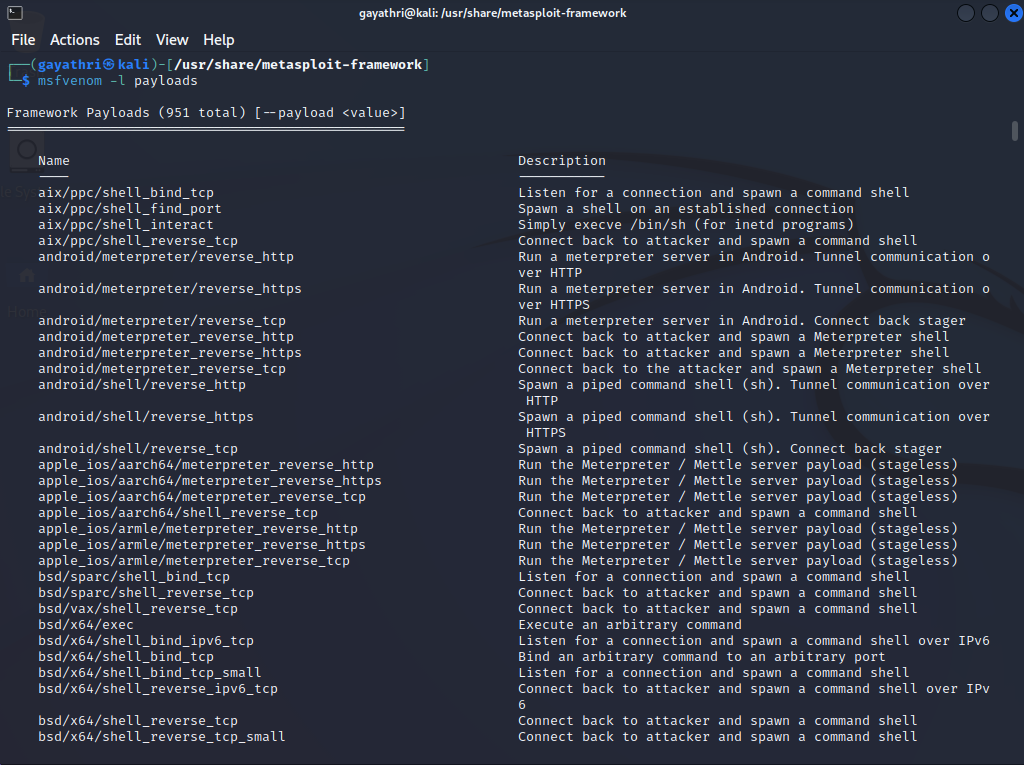 gayathri@kali: /usr/share/metasploit-framework
File Actions Edit View Help
┌──(gayathri㉿kali)-[/usr/share/metasploit-framework]
└─$ msfvenom -l payloads
Framework Payloads (951 total) [--payload <value>]
==================================================
Name Description
---- -----------
aix/ppc/shell_bind_tcp Listen for a connection and spawn a command shell
aix/ppc/shell_find_port Spawn a shell on an established connection
aix/ppc/shell_interact Simply execve /bin/sh (for inetd programs)
aix/ppc/shell_reverse_tcp Connect back to attacker and spawn a command shell
android/meterpreter/reverse_http Run a meterpreter server in Android. Tunnel communication o
ver HTTP
android/meterpreter/reverse_https Run a meterpreter server in Android. Tunnel communication o
ver HTTPS
android/meterpreter/reverse_tcp Run a meterpreter server in Android. Connect back stager
android/meterpreter_reverse_http Connect back to attacker and spawn a Meterpreter shell
android/meterpreter_reverse_https Connect back to attacker and spawn a Meterpreter shell
android/meterpreter_reverse_tcp Connect back to the attacker and spawn a Meterpreter shell
android/shell/reverse_http Spawn a piped command shell (sh). Tunnel communication over
HTTP
android/shell/reverse_https Spawn a piped command shell (sh). Tunnel communication over
HTTPS
android/shell/reverse_tcp Spawn a piped command shell (sh). Connect back stager
apple_ios/aarch64/meterpreter_reverse_http Run the Meterpreter / Mettle server payload (stageless)
apple_ios/aarch64/meterpreter_reverse_https Run the Meterpreter / Mettle server payload (stageless)
apple_ios/aarch64/meterpreter_reverse_tcp Run the Meterpreter / Mettle server payload (stageless)
apple_ios/aarch64/shell_reverse_tcp Connect back to attacker and spawn a command shell
apple_ios/armle/meterpreter_reverse_http Run the Meterpreter / Mettle server payload (stageless)
apple_ios/armle/meterpreter_reverse_https Run the Meterpreter / Mettle server payload (stageless)
apple_ios/armle/meterpreter_reverse_tcp Run the Meterpreter / Mettle server payload (stageless)
bsd/sparc/shell_bind_tcp Listen for a connection and spawn a command shell
bsd/sparc/shell_reverse_tcp Connect back to attacker and spawn a command shell
bsd/vax/shell_reverse_tcp Connect back to attacker and spawn a command shell
bsd/x64/exec Execute an arbitrary command
bsd/x64/shell_bind_ipv6_tcp Listen for a connection and spawn a command shell over IPv6
bsd/x64/shell_bind_tcp Bind an arbitrary command to an arbitrary port
bsd/x64/shell_bind_tcp_small Listen for a connection and spawn a command shell
bsd/x64/shell_reverse_ipv6_tcp Connect back to attacker and spawn a command shell over IPv
6
bsd/x64/shell_reverse_tcp Connect back to attacker and spawn a command shell
bsd/x64/shell_reverse_tcp_small Connect back to attacker and spawn a command shell
Home